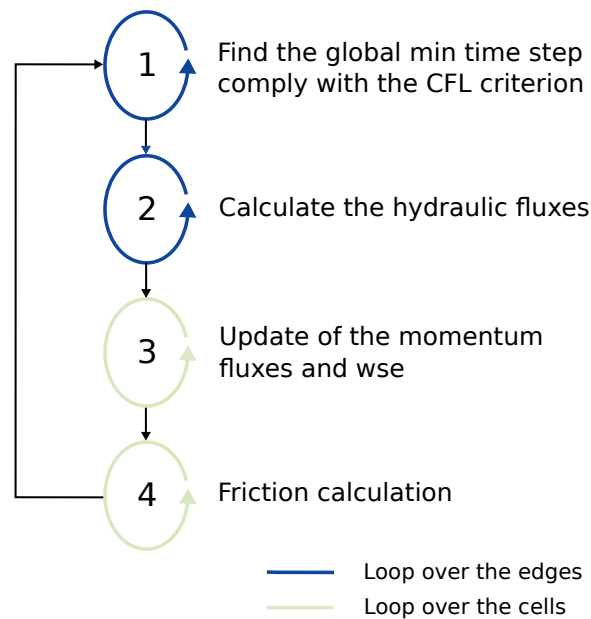 1
Find the global min time step
comply with the CFL criterion
2
Calculate the hydraulic fluxes
3
Update of the momentum
fluxes and wse
4
Friction calculation
Loop over the edges
Loop over the cells